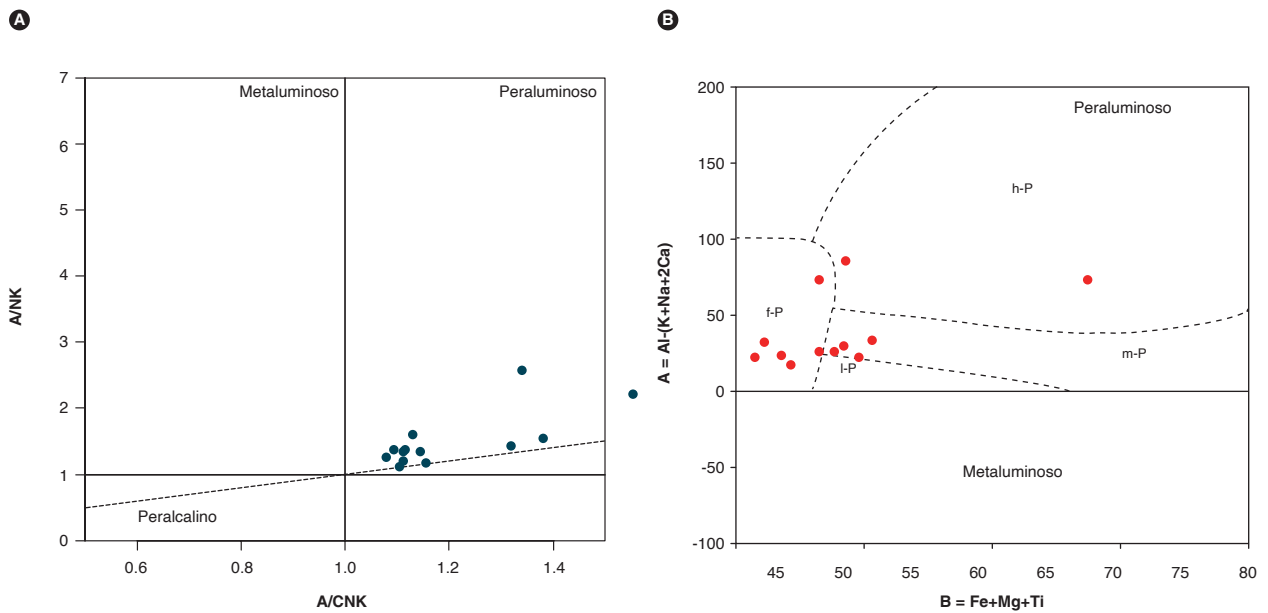 A
7
6
5
4
3
2
1
0
A/NK
Metaluminoso
Peraluminoso
Peralcalino
0.6 0.8 1.0 1.2 1.4
A/CNK
B
200
150
100
50
0
-50
-100
A = Al-(K+Na+2Ca)
Peraluminoso
h-P
f-P
m-P
l-P
Metaluminoso
45 50 55 60 65 70 75 80
B = Fe+Mg+Ti